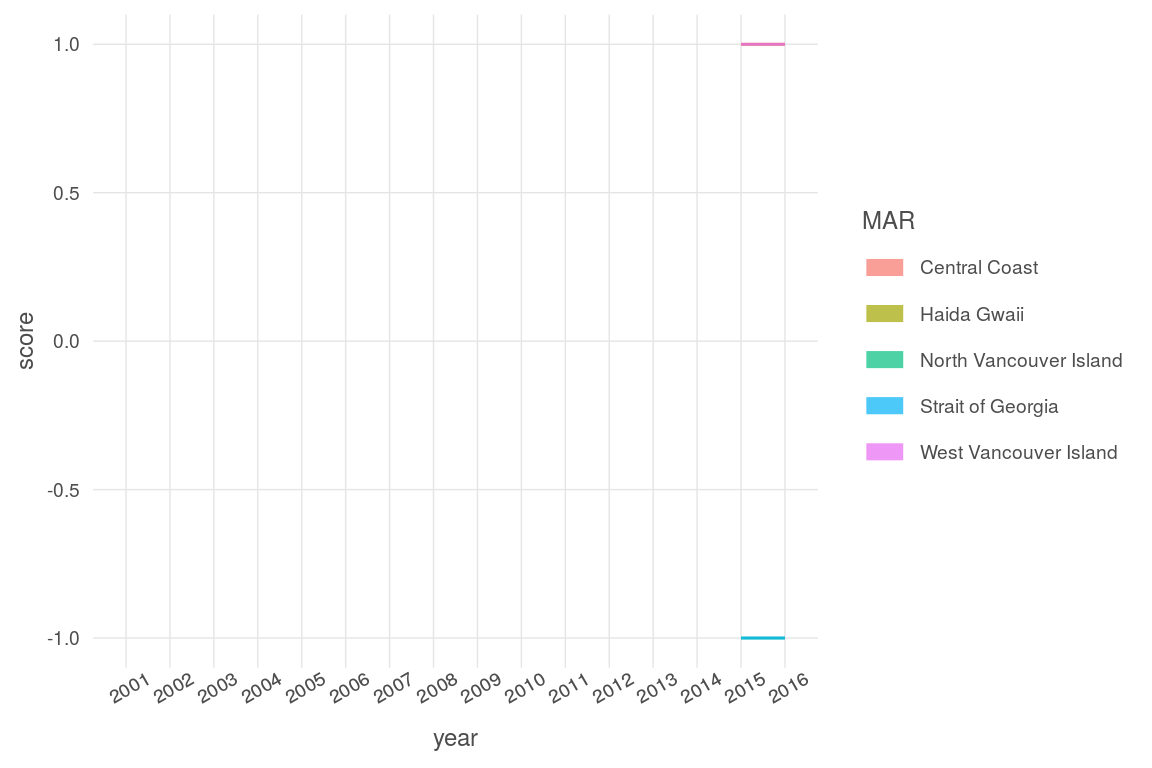 1.0
0.5
0.0
-0.5
-1.0
score
2001 2002 2003 2004 2005 2006 2007 2008 2009 2010 2011 2012 2013 2014 2015 2016
year
MAR
Central Coast
Haida Gwaii
North Vancouver Island
Strait of Georgia
West Vancouver Island